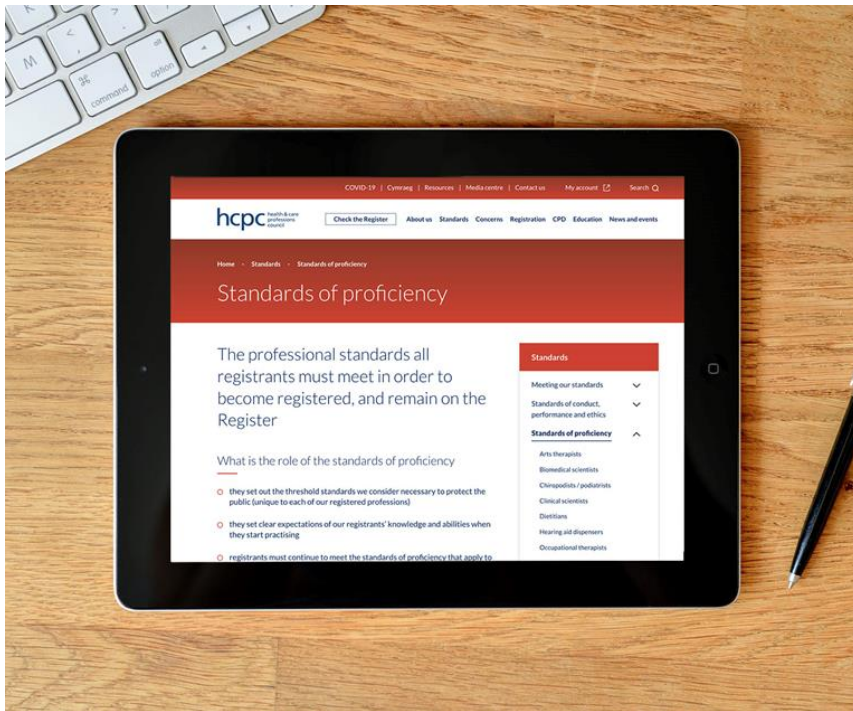 M
<
>
⌘
command
alt
option
◂
▴
COVID-19 | Cymraeg | Resources | Media centre | Contact us My account Search
hcpc health & care professions council
Check the Register About us Standards Concerns Registration CPD Education News and events
Home - Standards - Standards of proficiency
Standards of proficiency
The professional standards all
registrants must meet in order to
become registered, and remain on the
Register
What is the role of the standards of proficiency
they set out the threshold standards we consider necessary to protect the
public (unique to each of our registered professions)
they set clear expectations of our registrants' knowledge and abilities when
they start practising
registrants must continue to meet the standards of proficiency that apply to
Standards
Meeting our standards
Standards of conduct,
performance and ethics
Standards of proficiency
Arts therapists
Biomedical scientists
Chiropodists / podiatrists
Clinical scientists
Dietitians
Hearing aid dispensers
Occupational therapists